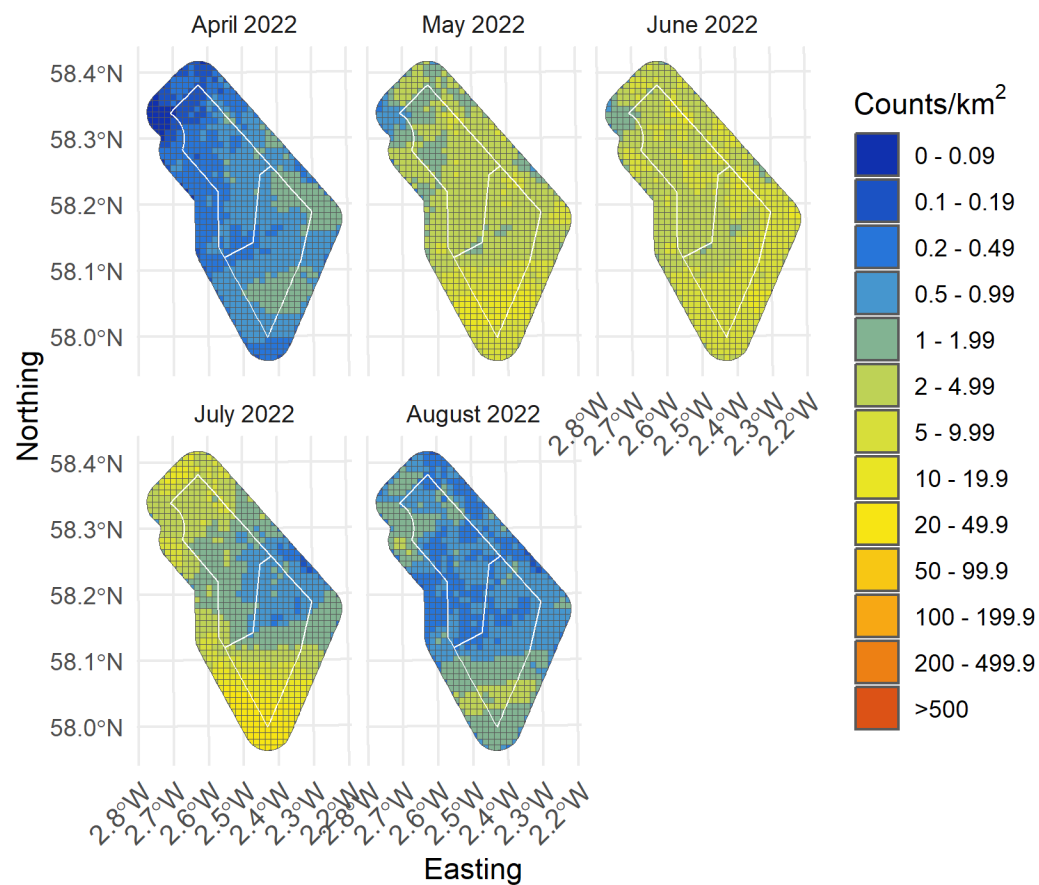 April 2022
May 2022
June 2022
58.4°N
58.3°N
58.2°N
58.1°N
58.0°N
2.8°W
2.7°W
2.6°W
2.5°W
2.4°W
2.3°W
2.2°W
July 2022
August 2022
58.4°N
58.3°N
58.2°N
58.1°N
58.0°N
2.8°W
2.7°W
2.6°W
2.5°W
2.4°W
2.3°W
2.2°W
2.8°W
2.7°W
2.6°W
2.5°W
2.4°W
2.3°W
2.2°W
Northing
Easting
Counts/km²
0 - 0.09
0.1 - 0.19
0.2 - 0.49
0.5 - 0.99
1 - 1.99
2 - 4.99
5 - 9.99
10 - 19.9
20 - 49.9
50 - 99.9
100 - 199.9
200 - 499.9
>500